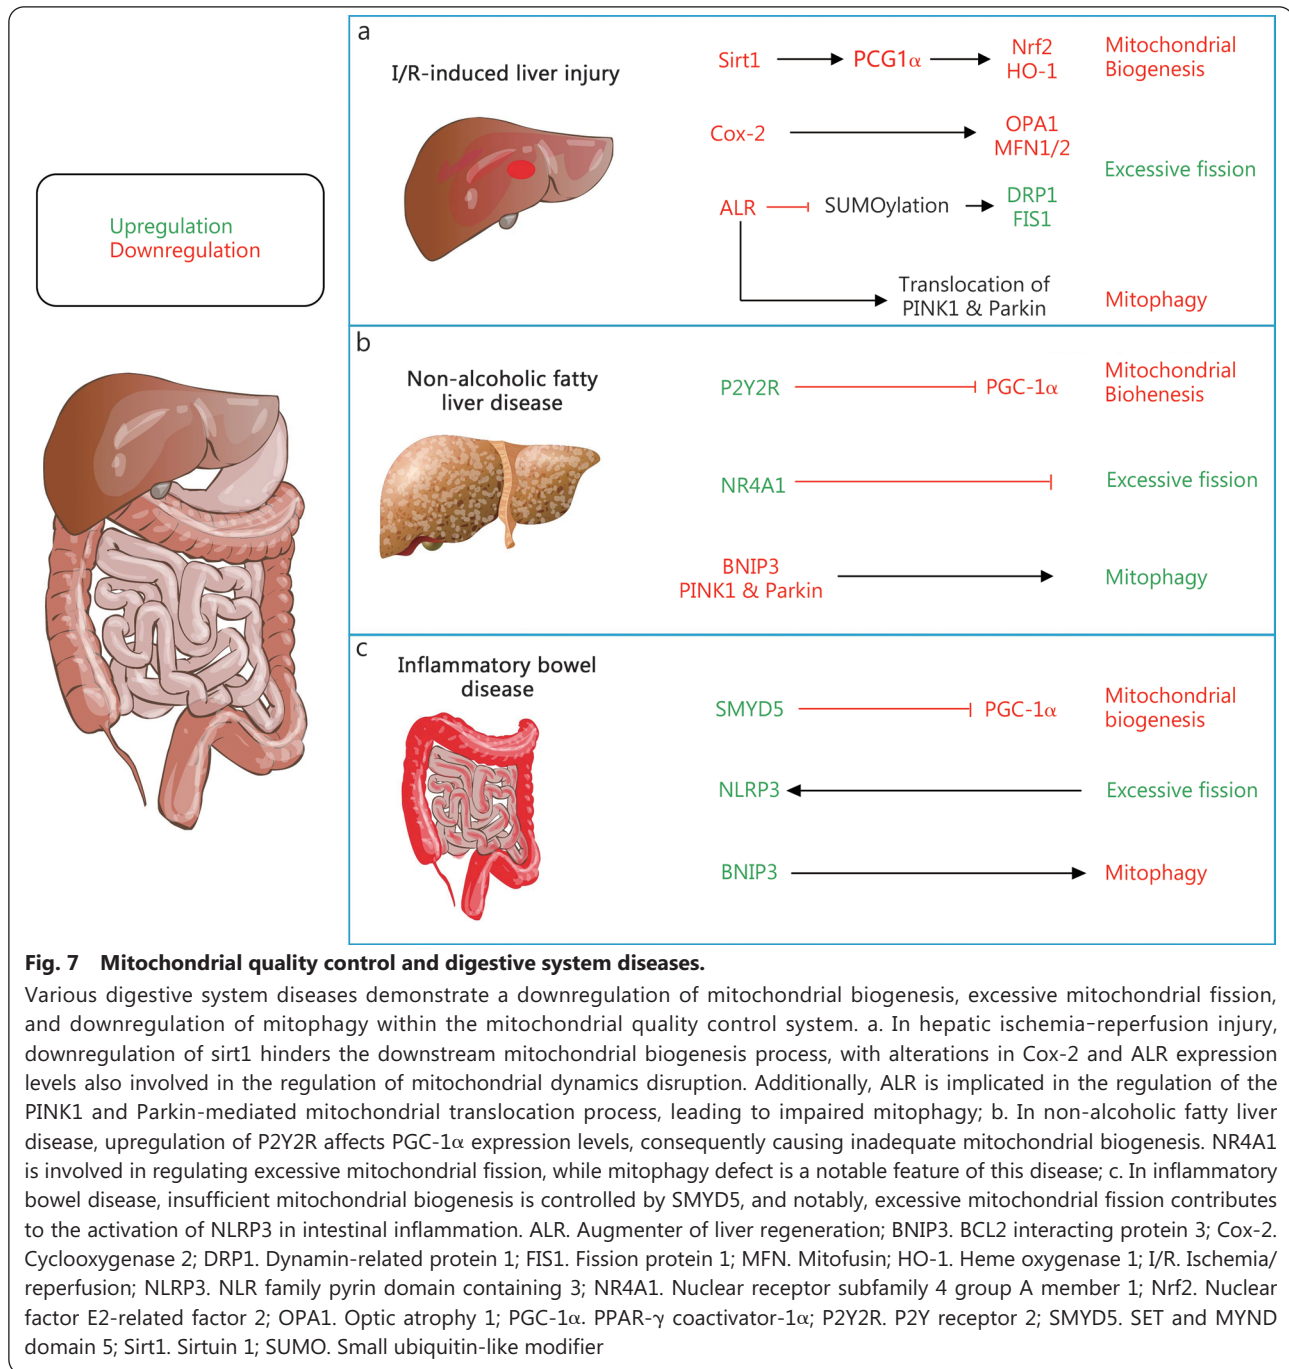 Upregulation
Downregulation
a
I/R-induced liver injury
Sirt1
PCG1α
Nrf2
HO-1
Mitochondrial
Biogenesis
Cox-2
OPA1
MFN1/2
Excessive fission
ALR
SUMOylation
DRP1
FIS1
Translocation of
PINK1 & Parkin
Mitophagy
b
Non-alcoholic fatty
liver disease
P2Y2R
PGC-1α
Mitochondrial
Biohenesis
NR4A1
Excessive fission
BNIP3
PINK1 & Parkin
Mitophagy
c
Inflammatory bowel
disease
SMYD5
PGC-1α
Mitochondrial
biogenesis
NLRP3
Excessive fission
BNIP3
Mitophagy
Fig. 7 Mitochondrial quality control and digestive system diseases.
Various digestive system diseases demonstrate a downregulation of mitochondrial biogenesis, excessive mitochondrial fission,
and downregulation of mitophagy within the mitochondrial quality control system. a. In hepatic ischemia-reperfusion injury,
downregulation of sirt1 hinders the downstream mitochondrial biogenesis process, with alterations in Cox-2 and ALR expression
levels also involved in the regulation of mitochondrial dynamics disruption. Additionally, ALR is implicated in the regulation of the
PINK1 and Parkin-mediated mitochondrial translocation process, leading to impaired mitophagy; b. In non-alcoholic fatty liver
disease, upregulation of P2Y2R affects PGC-1α expression levels, consequently causing inadequate mitochondrial biogenesis. NR4A1
is involved in regulating excessive mitochondrial fission, while mitophagy defect is a notable feature of this disease; c. In inflammatory
bowel disease, insufficient mitochondrial biogenesis is controlled by SMYD5, and notably, excessive mitochondrial fission contributes
to the activation of NLRP3 in intestinal inflammation. ALR. Augmenter of liver regeneration; BNIP3. BCL2 interacting protein 3; Cox-2.
Cyclooxygenase 2; DRP1. Dynamin-related protein 1; FIS1. Fission protein 1; MFN. Mitofusin; HO-1. Heme oxygenase 1; I/R. Ischemia/
reperfusion; NLRP3. NLR family pyrin domain containing 3; NR4A1. Nuclear receptor subfamily 4 group A member 1; Nrf2. Nuclear
factor E2-related factor 2; OPA1. Optic atrophy 1; PGC-1α. PPAR-γ coactivator-1α; P2Y2R. P2Y receptor 2; SMYD5. SET and MYND
domain 5; Sirt1. Sirtuin 1; SUMO. Small ubiquitin-like modifier